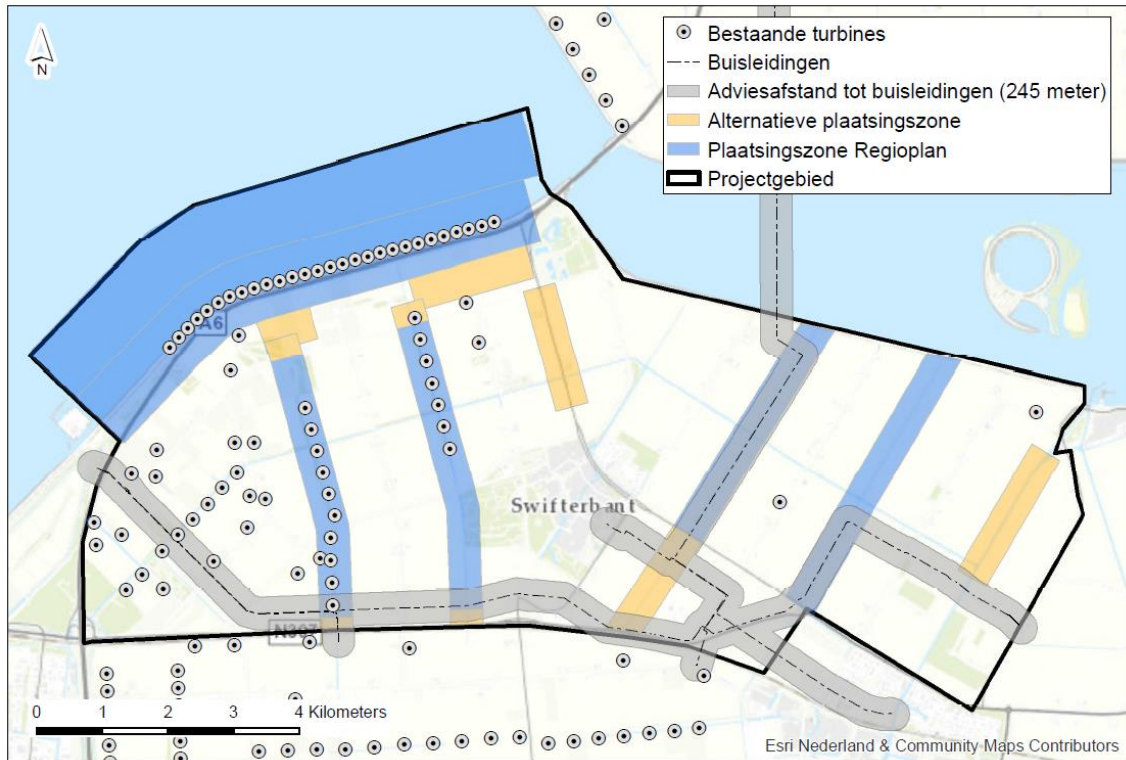 N
Bestaande turbines
Buisleidingen
Adviesafstand tot buisleidingen (245 meter)
Alternatieve plaatsingszone
Plaatsingszone Regioplan
Projectgebied
A6
Swifterbant
N307
0 1 2 3 4 Kilometers
Esri Nederland & Community Maps Contributors